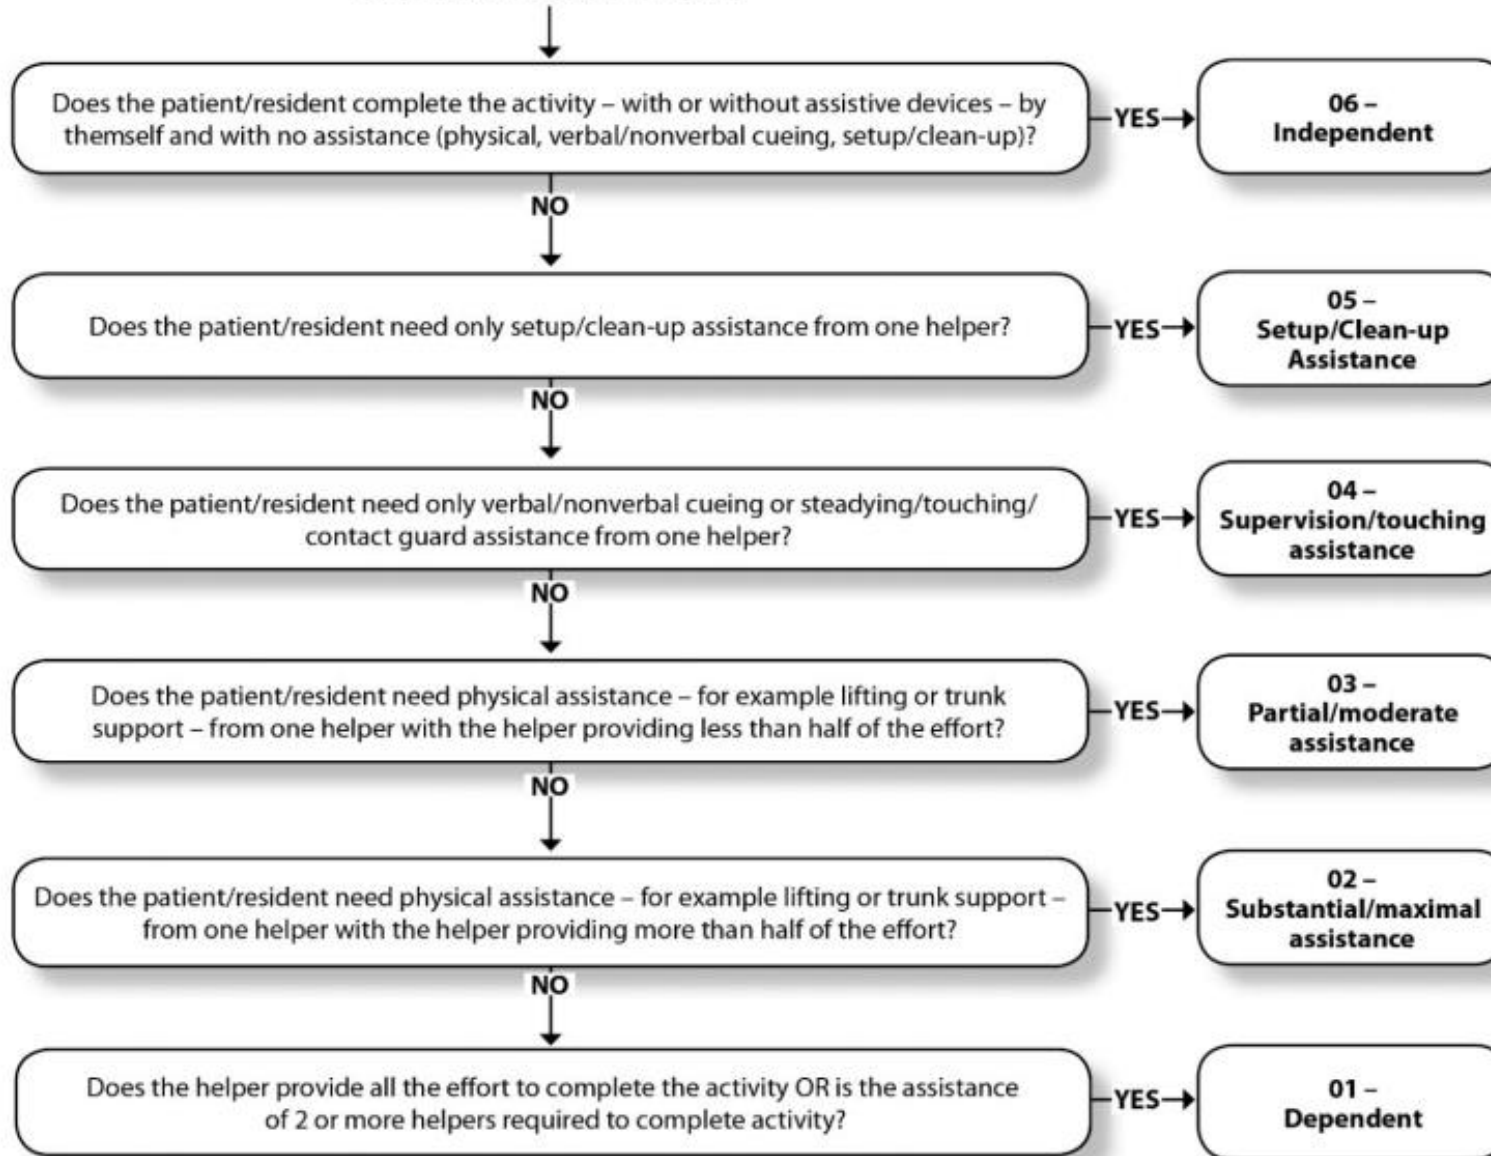 Does the patient/resident complete the activity – with or without assistive devices – by
themself and with no assistance (physical, verbal/nonverbal cueing, setup/clean-up)?
YES
06 –
Independent
NO
Does the patient/resident need only setup/clean-up assistance from one helper?
YES
05 –
Setup/Clean-up
Assistance
NO
Does the patient/resident need only verbal/nonverbal cueing or steadying/touching/
contact guard assistance from one helper?
YES
04 –
Supervision/touching
assistance
NO
Does the patient/resident need physical assistance – for example lifting or trunk
support – from one helper with the helper providing less than half of the effort?
YES
03 –
Partial/moderate
assistance
NO
Does the patient/resident need physical assistance – for example lifting or trunk support –
from one helper with the helper providing more than half of the effort?
YES
02 –
Substantial/maximal
assistance
NO
Does the helper provide all the effort to complete the activity OR is the assistance
of 2 or more helpers required to complete activity?
YES
01 –
Dependent